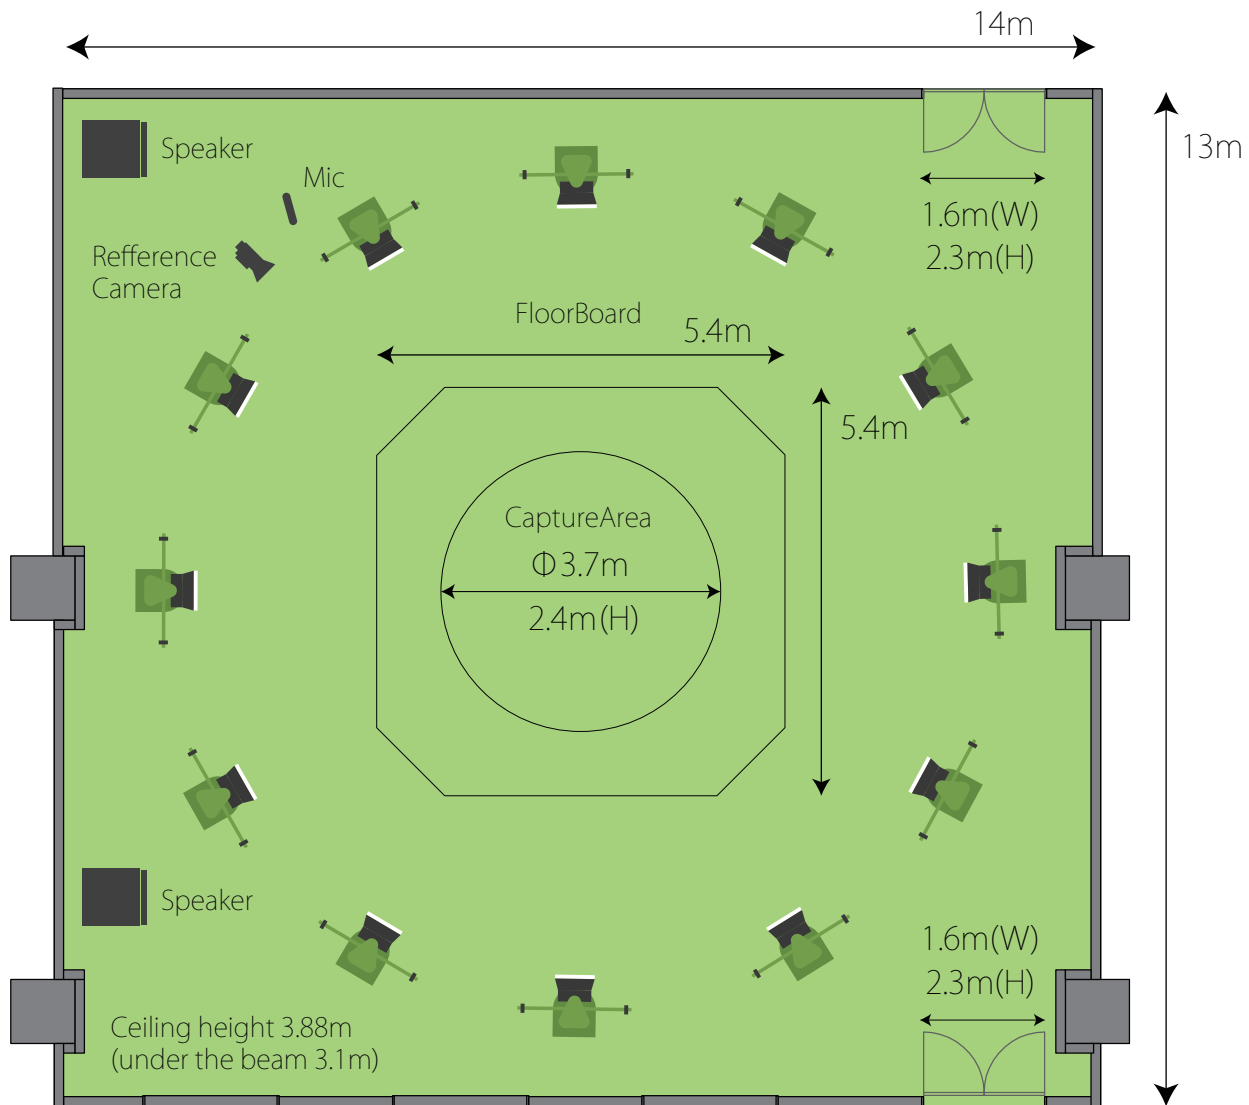 14m
13m
Speaker
Mic
Refference
Camera
1.6m(W)
2.3m(H)
FloorBoard
5.4m
5.4m
CaptureArea
Φ3.7m
2.4m(H)
Speaker
1.6m(W)
2.3m(H)
Ceiling height 3.88m
(under the beam 3.1m)